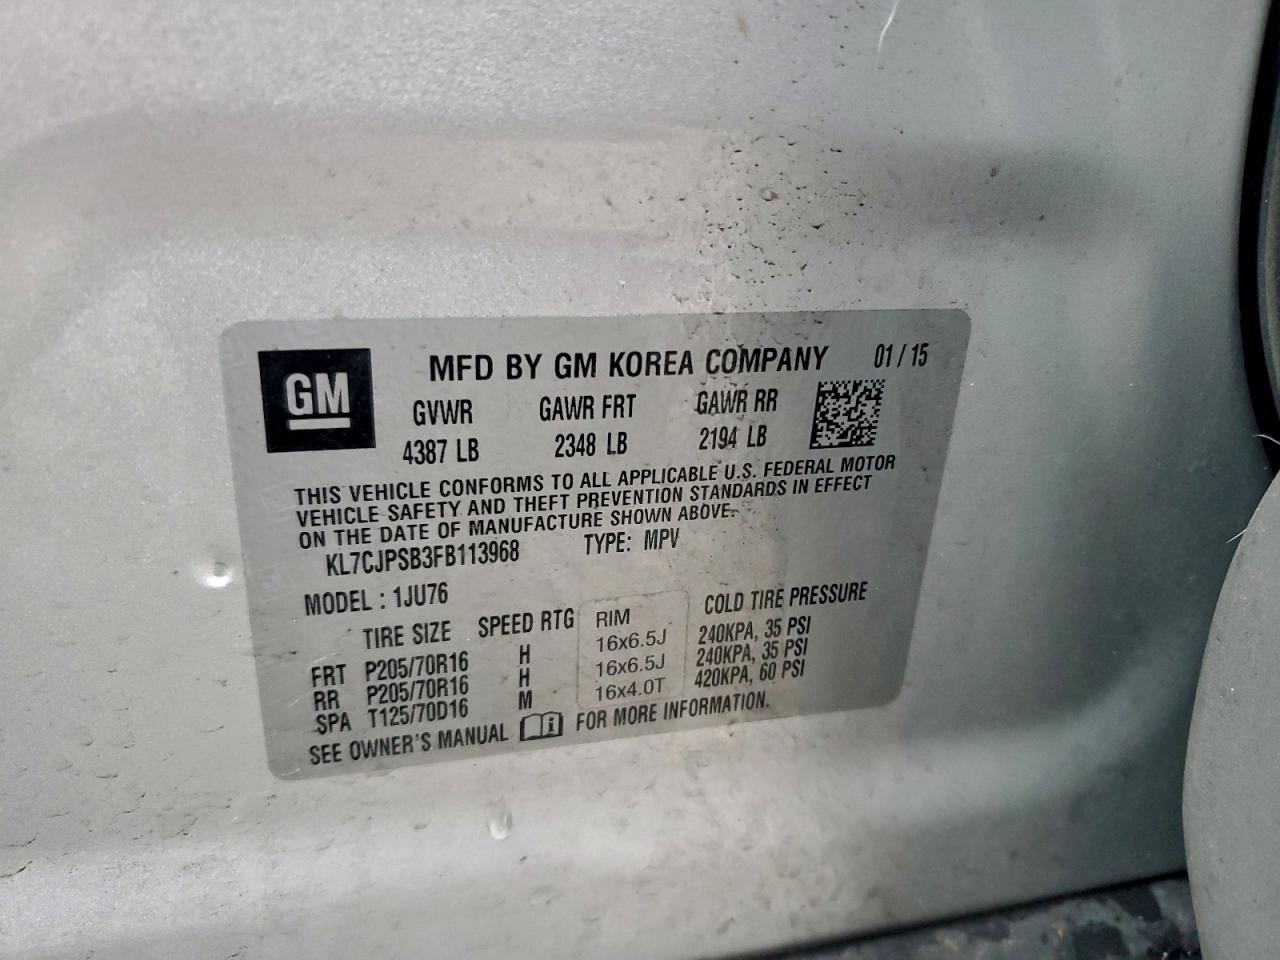 GM
MFD BY GM KOREA COMPANY 01 / 15
GVWR GAWR FRT GAWR RR
4387 LB 2348 LB 2194 LB
THIS VEHICLE CONFORMS TO ALL APPLICABLE U.S. FEDERAL MOTOR
VEHICLE SAFETY AND THEFT PREVENTION STANDARDS IN EFFECT
ON THE DATE OF MANUFACTURE SHOWN ABOVE.
KL7CJPSB3FB113968 TYPE: MPV
MODEL : 1JU76
TIRE SIZE SPEED RTG RIM COLD TIRE PRESSURE
FRT P205/70R16 H 16x6.5J 240KPA, 35 PSI
RR P205/70R16 H 16x6.5J 240KPA, 35 PSI
SPA T125/70D16 M 16x4.0T 420KPA, 60 PSI
SEE OWNER'S MANUAL i FOR MORE INFORMATION.